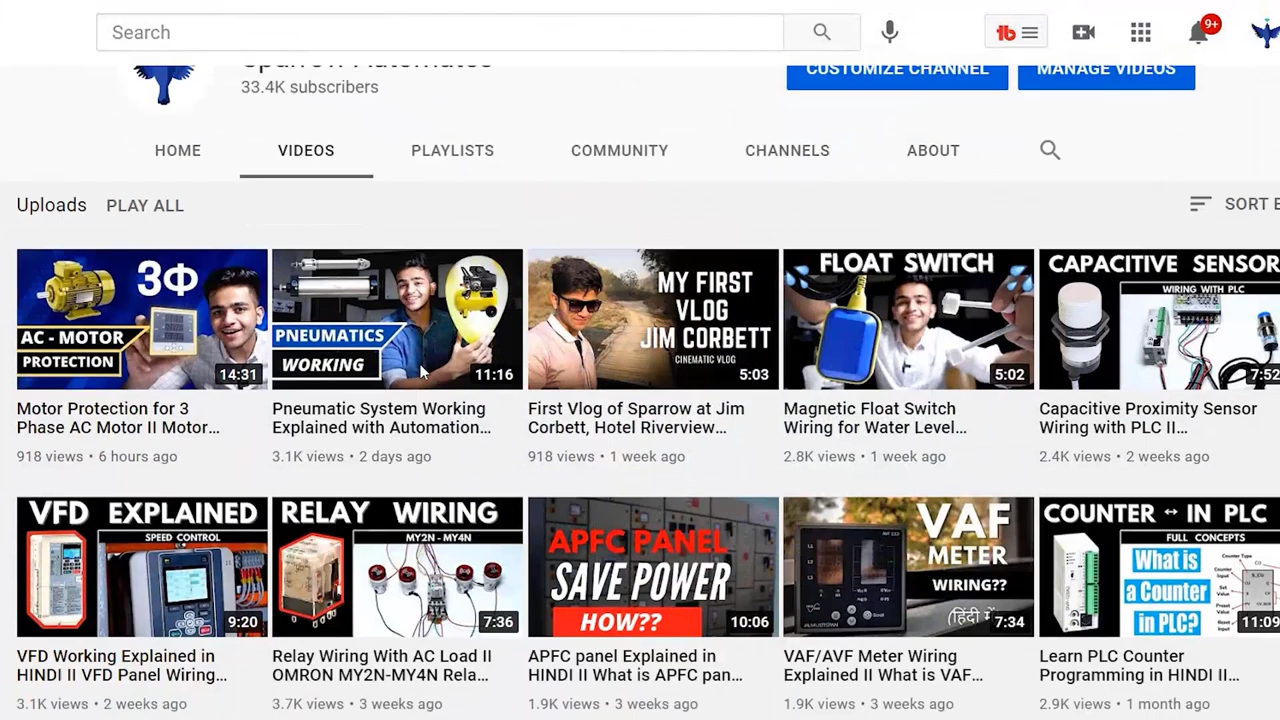 Search
9+
Sparrow Automates
33.4K subscribers
CUSTOMIZE CHANNEL
MANAGE VIDEOS
HOME
VIDEOS
PLAYLISTS
COMMUNITY
CHANNELS
ABOUT
Uploads
PLAY ALL
SORT
3Φ
AC - MOTOR
PROTECTION
14:31
PNEUMATICS
WORKING
11:16
MY FIRST
VLOG
JIM CORBETT
CINEMATIC VLOG
5:03
FLOAT SWITCH
5:02
CAPACITIVE SENSOR
WIRING WITH PLC
7:52
Motor Protection for 3
Phase AC Motor II Motor...
918 views • 6 hours ago
Pneumatic System Working
Explained with Automation...
3.1K views • 2 days ago
First Vlog of Sparrow at Jim
Corbett, Hotel Riverview...
918 views • 1 week ago
Magnetic Float Switch
Wiring for Water Level...
2.8K views • 1 week ago
Capacitive Proximity Sensor
Wiring with PLC II...
2.4K views • 2 weeks ago
VFD EXPLAINED
SPEED CONTROL
9:20
RELAY WIRING
MY2N-MY4N
7:36
APFC PANEL
SAVE POWER
HOW??
10:06
VAF
METER
WIRING??
हिंदी में
7:34
COUNTER ↔ IN PLC
FULL CONCEPTS
What is
a Counter
in PLC?
Counter Type
11:09
VFD Working Explained in
HINDI II VFD Panel Wiring...
3.1K views • 2 weeks ago
Relay Wiring With AC Load II
OMRON MY2N-MY4N Rela...
3.7K views • 3 weeks ago
APFC panel Explained in
HINDI II What is APFC pan...
1.9K views • 3 weeks ago
VAF/AVF Meter Wiring
Explained II What is VAF...
1.9K views • 3 weeks ago
Learn PLC Counter
Programming in HINDI II...
2.9K views • 1 month ago